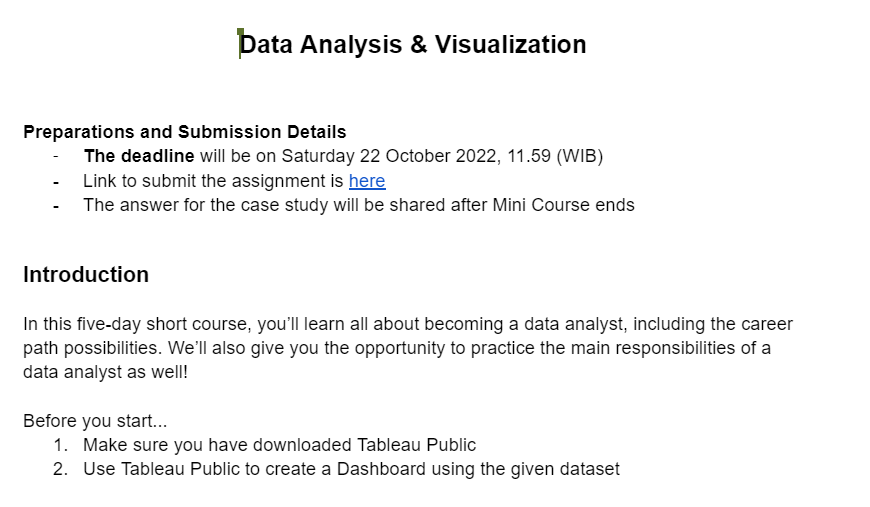 Data Analysis & Visualization
Preparations and Submission Details
- The deadline will be on Saturday 22 October 2022, 11.59 (WIB)
- Link to submit the assignment is here
- The answer for the case study will be shared after Mini Course ends
Introduction
In this five-day short course, you’ll learn all about becoming a data analyst, including the career
path possibilities. We’ll also give you the opportunity to practice the main responsibilities of a
data analyst as well!
Before you start...
1. Make sure you have downloaded Tableau Public
2. Use Tableau Public to create a Dashboard using the given dataset